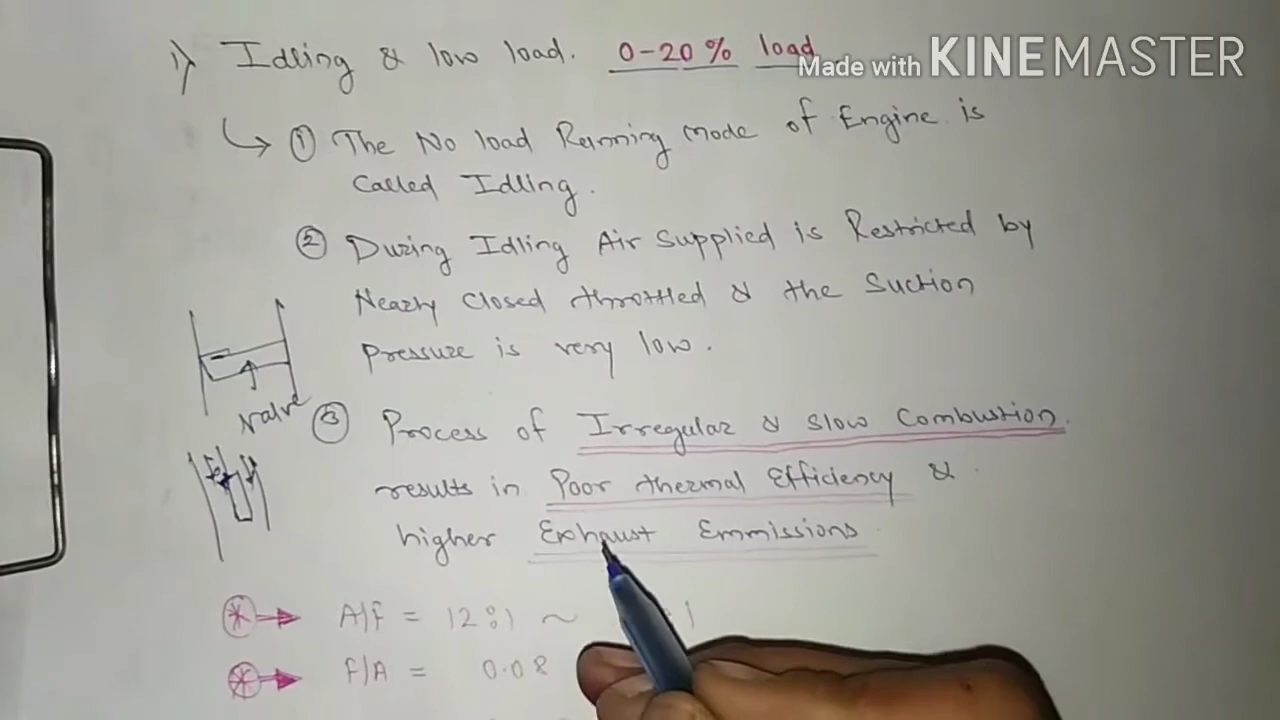 i) Idling & low load. 0-20% load
Made with KINEMASTER
① The No load Running mode of Engine is
Called Idling.
② During Idling Air Supplied is Restricted by
Nearly Closed throttled & the Suction
Pressure is very low.
Valve
③ Process of Irregular & Slow Combustion
results in Poor thermal Efficiency &
higher Exhaust Emmissions
A/F = 12:1 ~ :1
F/A = 0.08